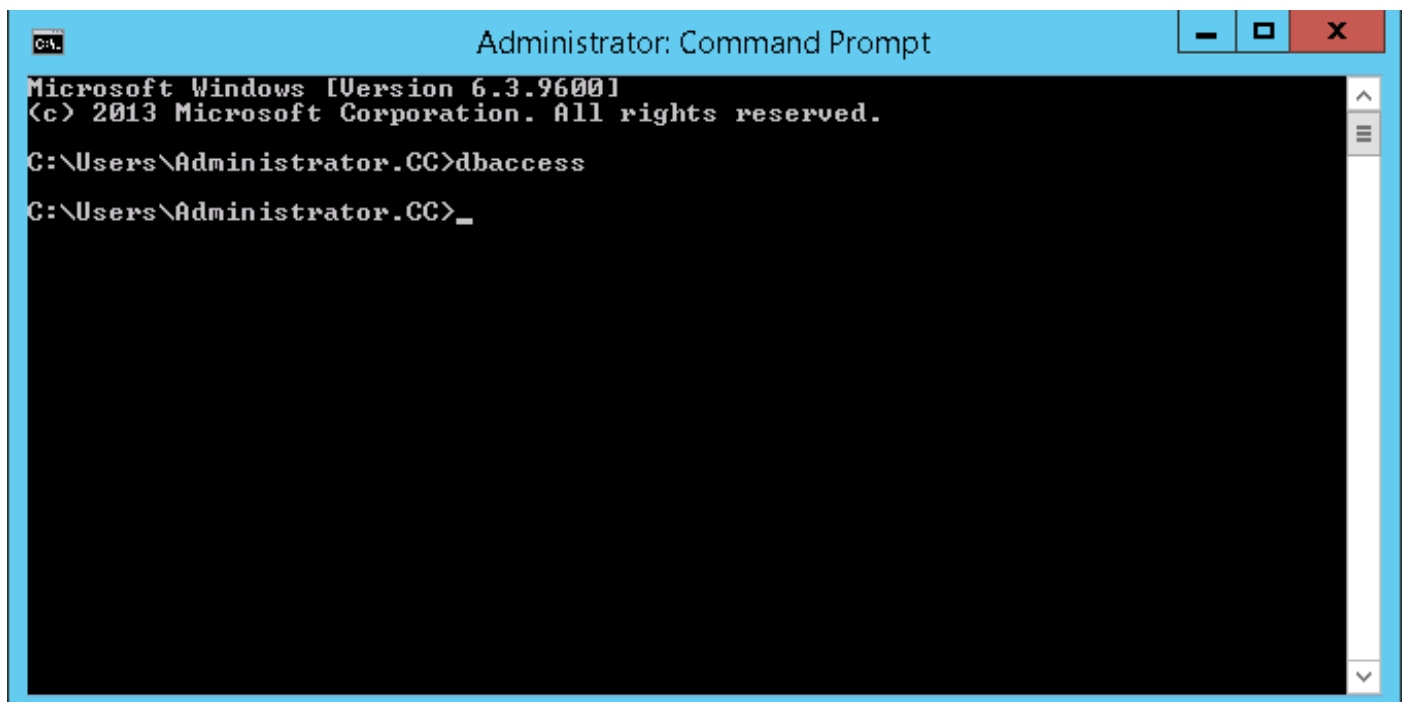 Administrator: Command Prompt
Microsoft Windows [Version 6.3.9600]
(c) 2013 Microsoft Corporation. All rights reserved.
C:\Users\Administrator.CC>dbaccess
C:\Users\Administrator.CC>_